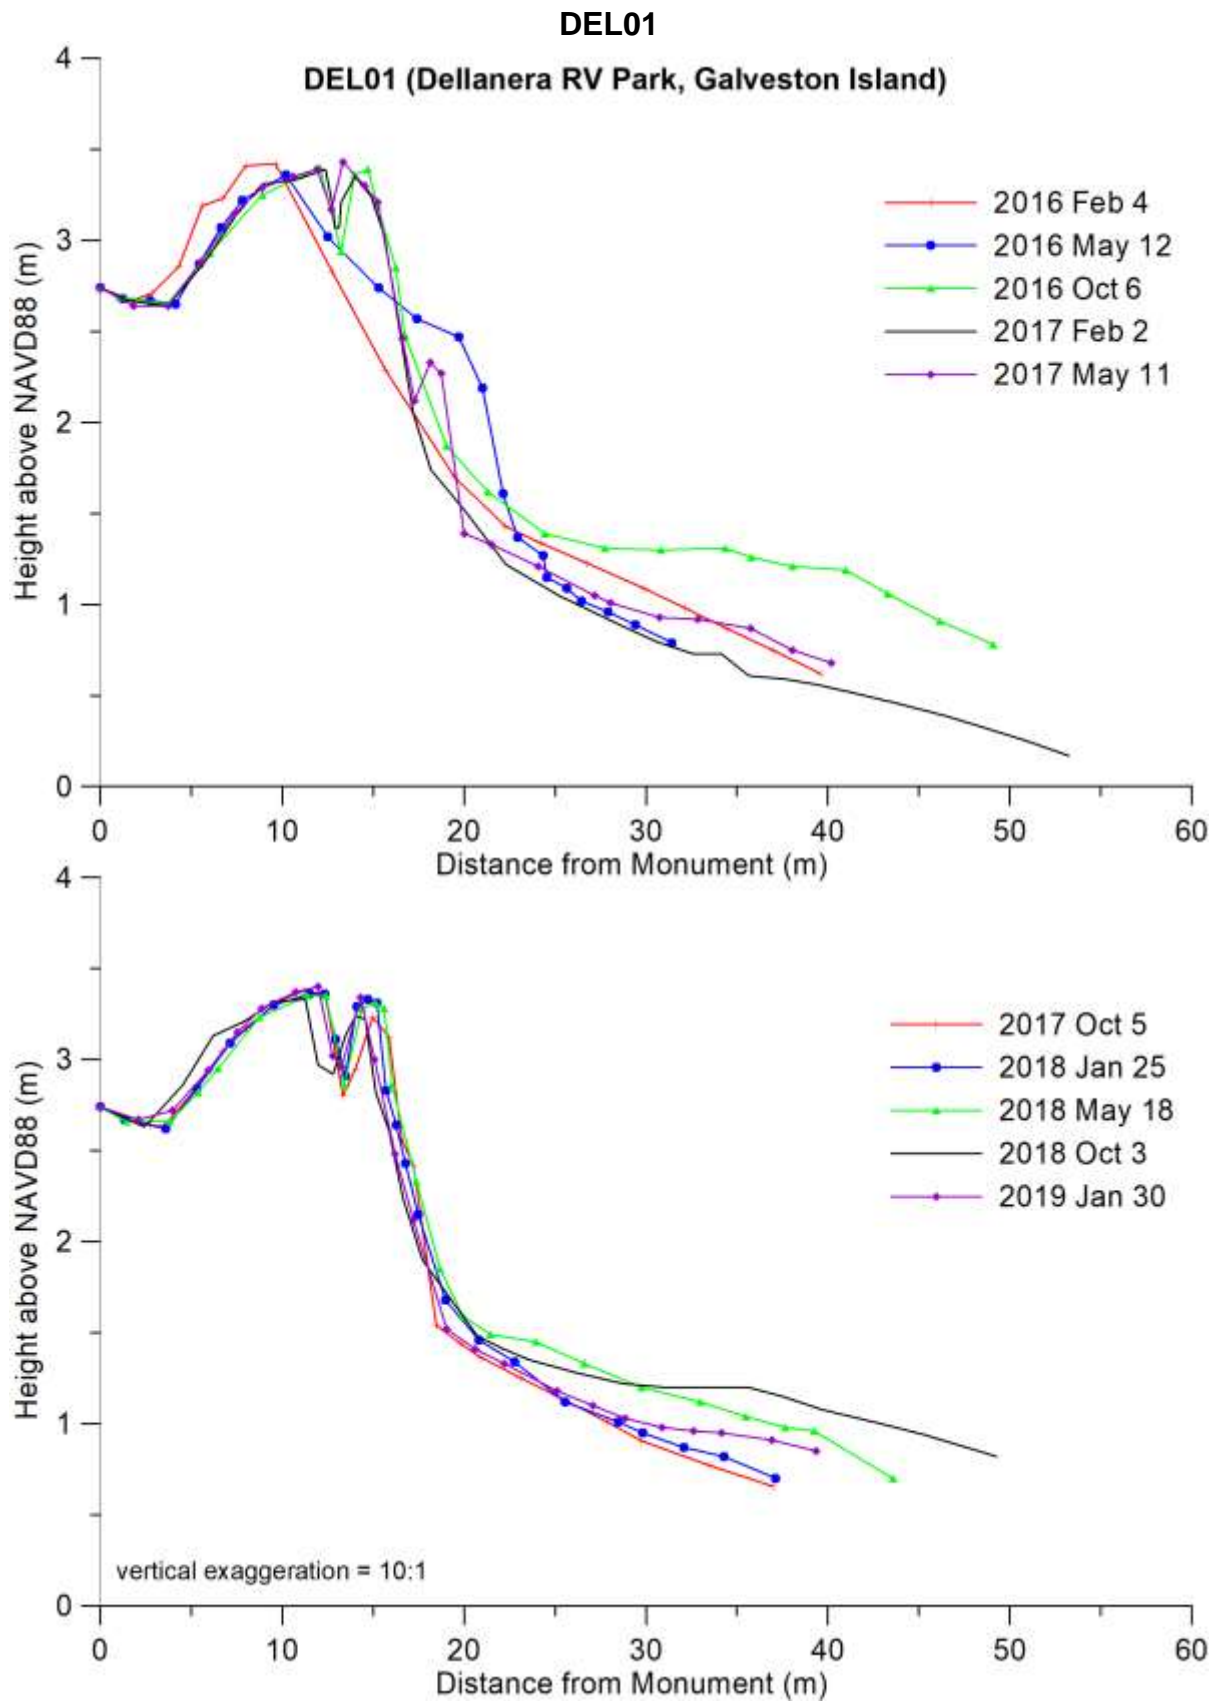 DEL01
DEL01 (Dellanera RV Park, Galveston Island)
4
3
2
1
0
Height above NAVD88 (m)
2016 Feb 4
2016 May 12
2016 Oct 6
2017 Feb 2
2017 May 11
0 10 20 30 40 50 60
Distance from Monument (m)
4
3
2
1
0
Height above NAVD88 (m)
2017 Oct 5
2018 Jan 25
2018 May 18
2018 Oct 3
2019 Jan 30
vertical exaggeration = 10:1
0 10 20 30 40 50 60
Distance from Monument (m)